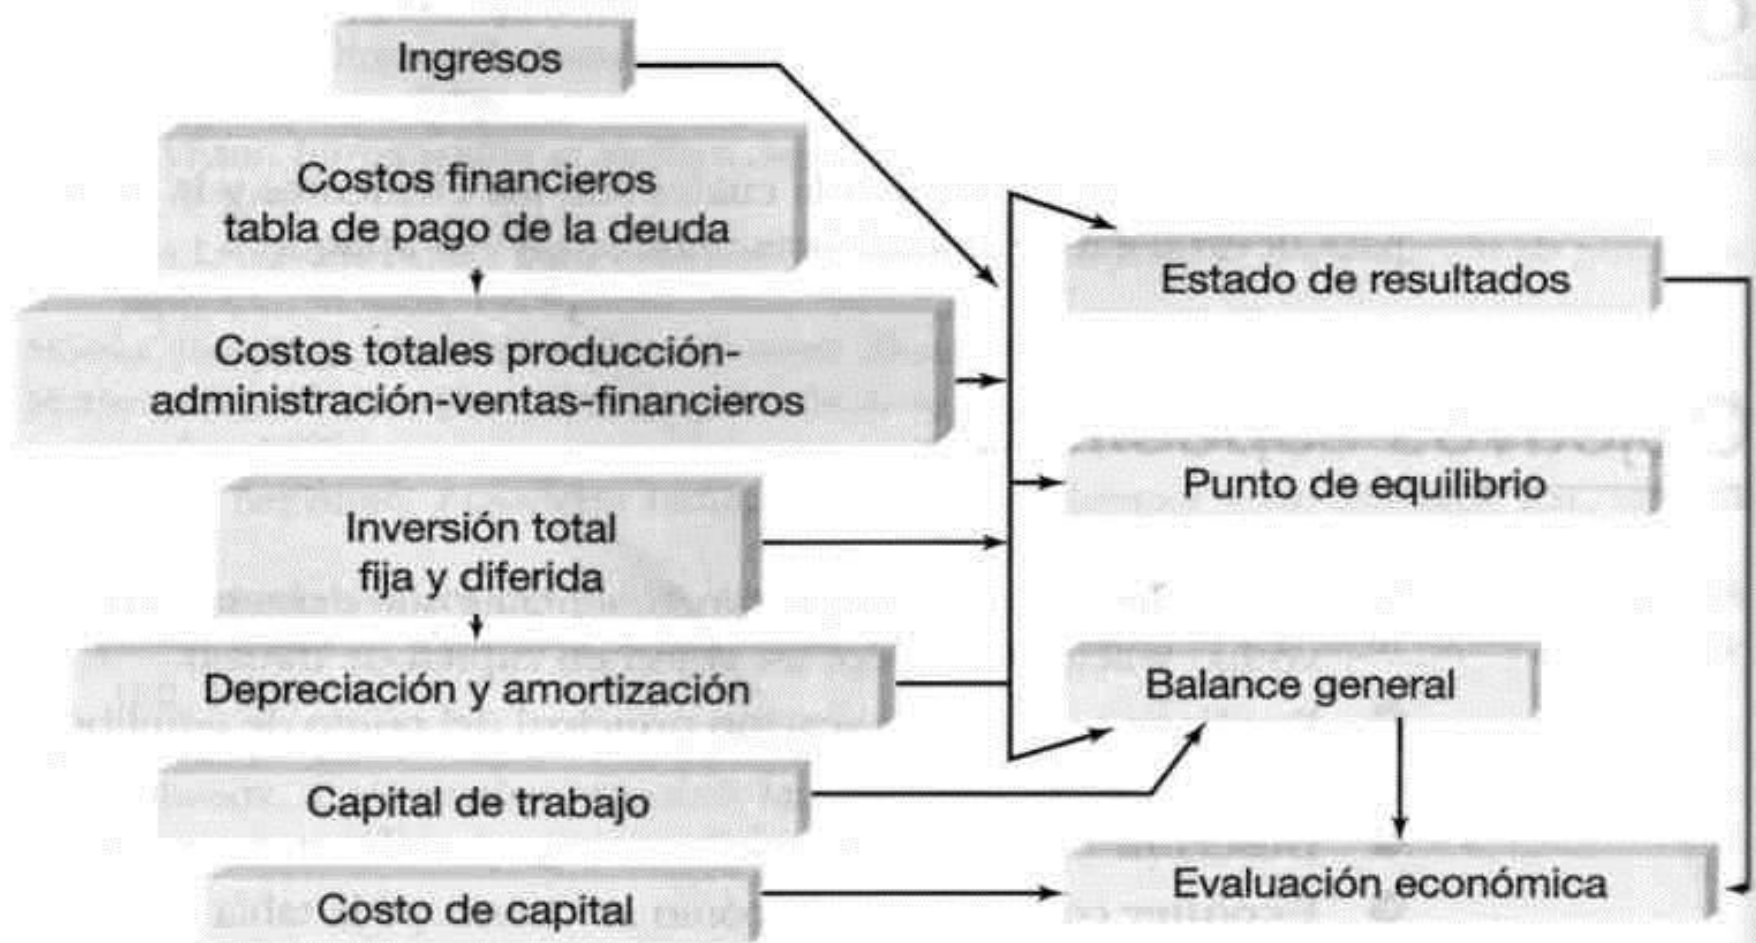 Ingresos
Costos financieros
tabla de pago de la deuda
Costos totales producción-
administración-ventas-financieros
Inversión total
fija y diferida
Depreciación y amortización
Capital de trabajo
Costo de capital
Estado de resultados
Punto de equilibrio
Balance general
Evaluación económica